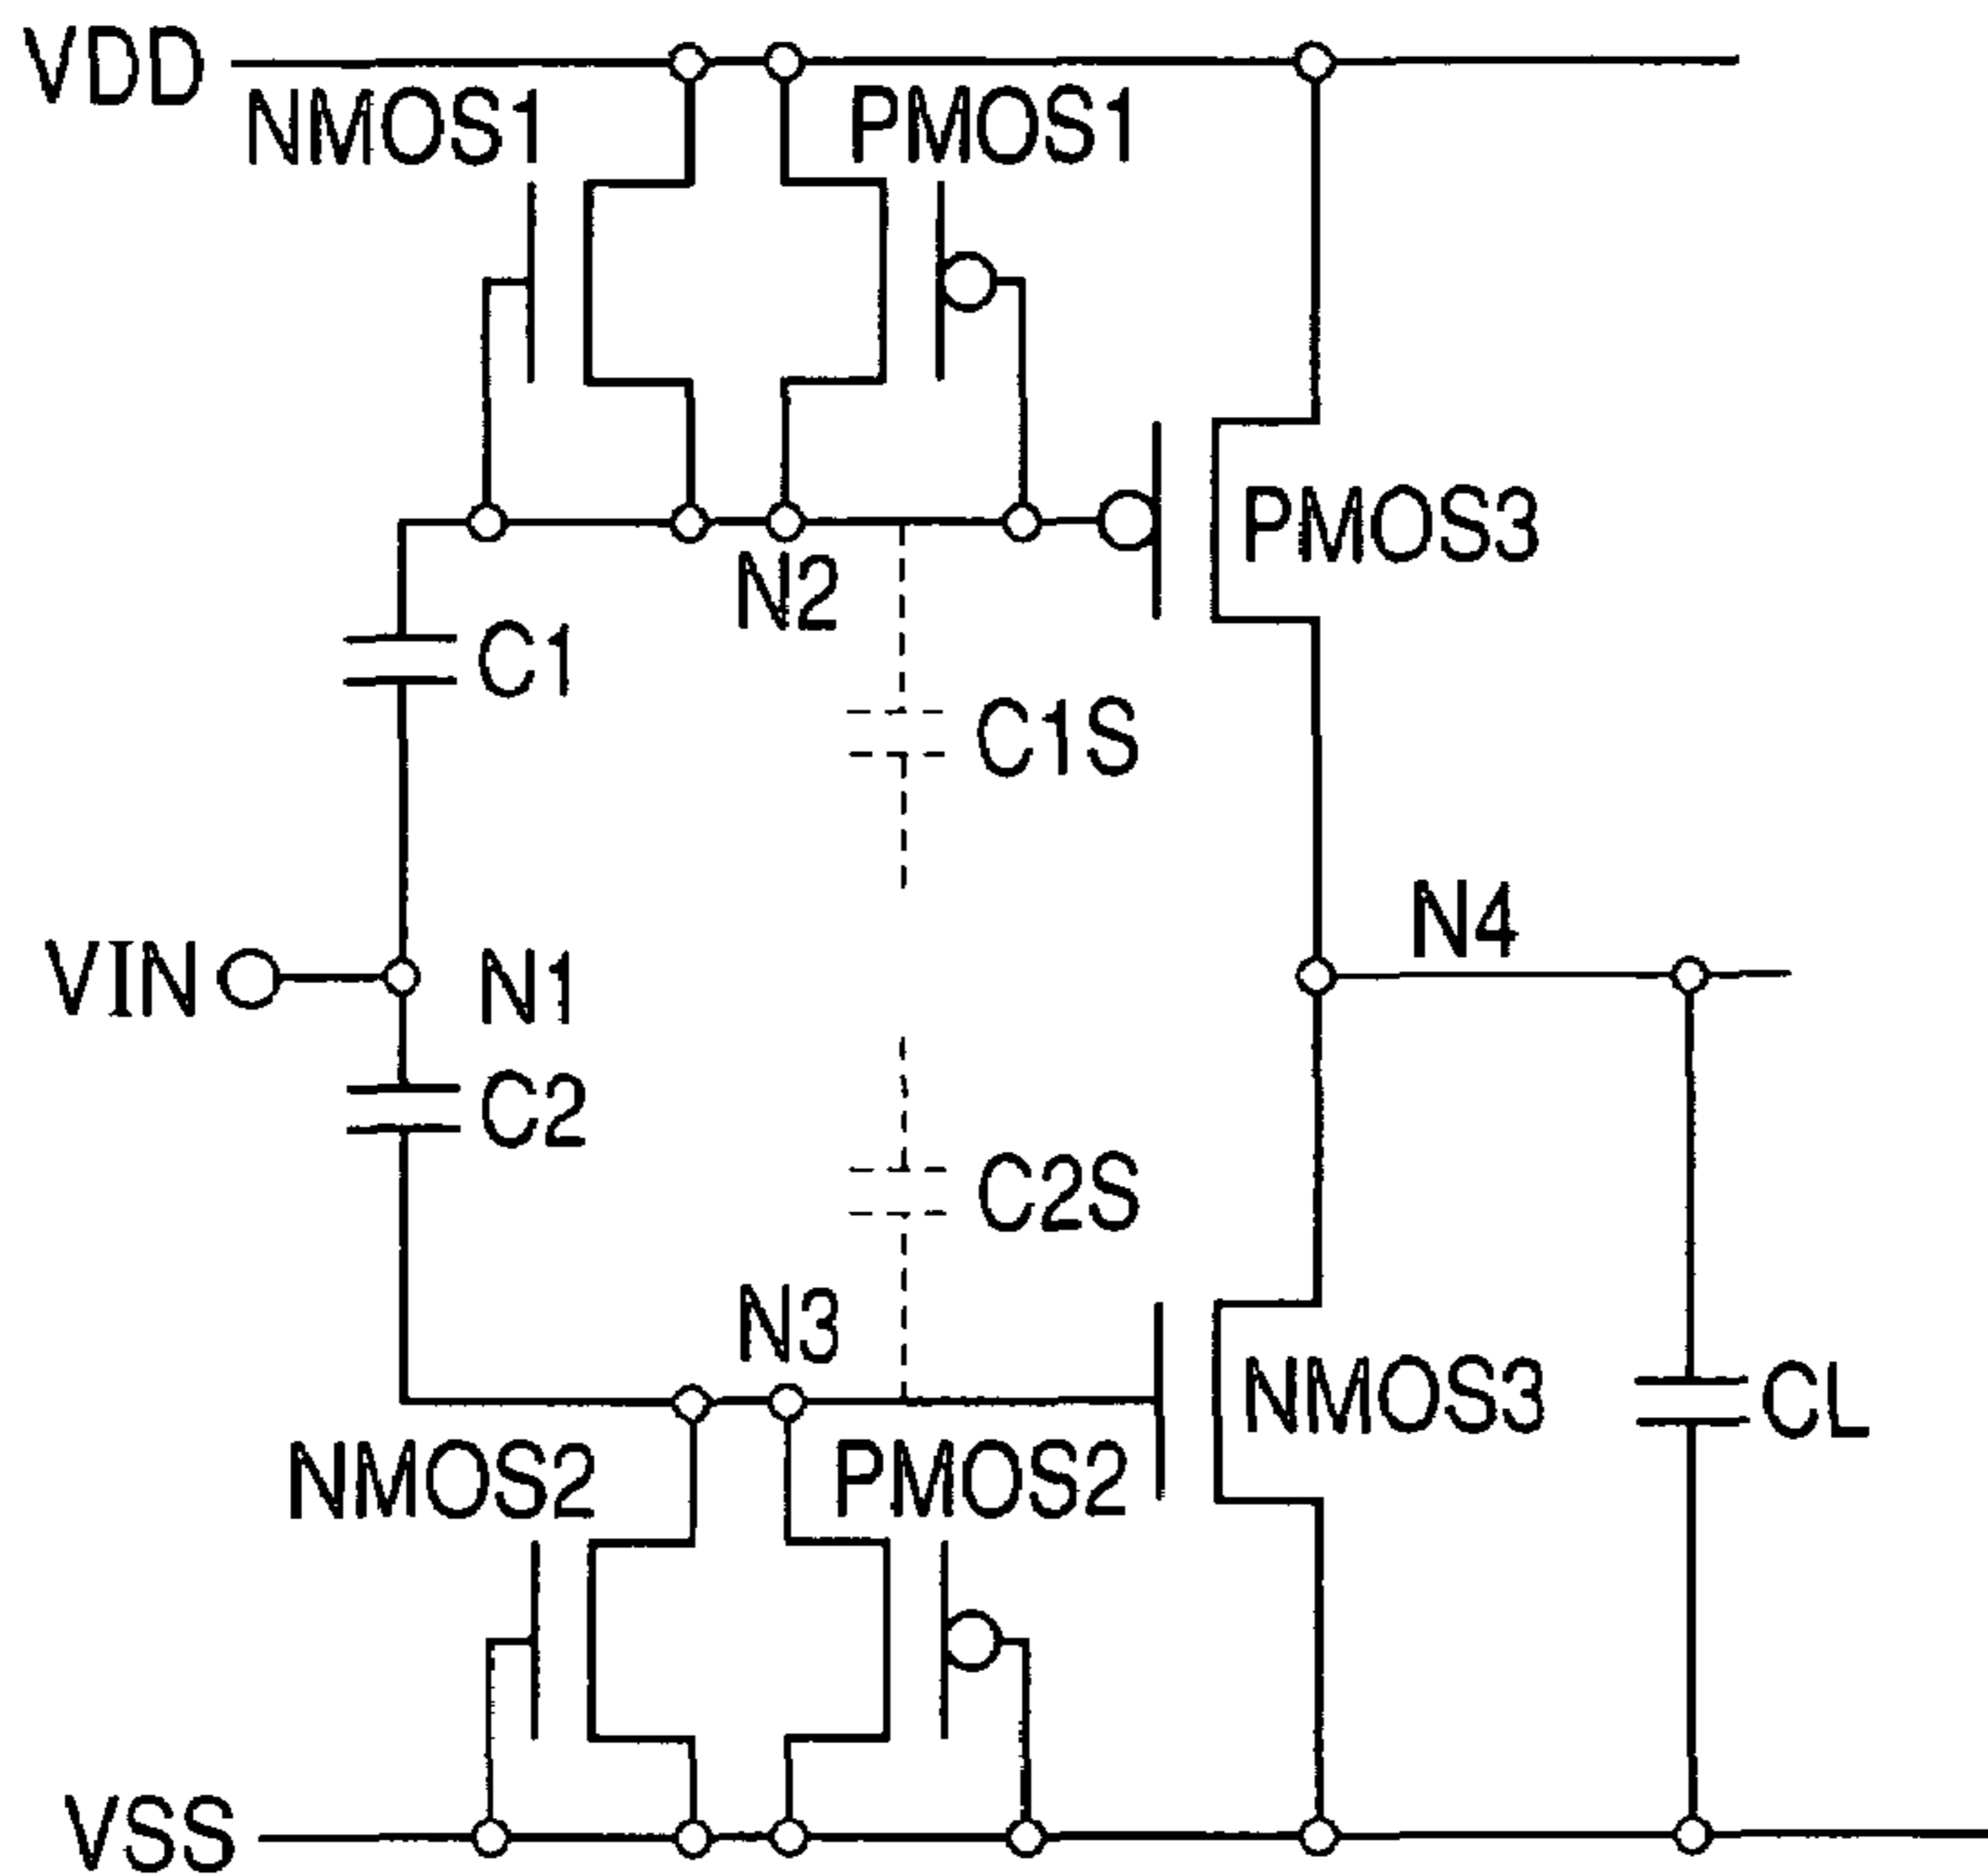 VDD
NMOS1
PMOS1
PMOS3
N2
C1
C1S
N4
VIN
N1
C2
C2S
N3
NMOS3
CL
NMOS2
PMOS2
VSS